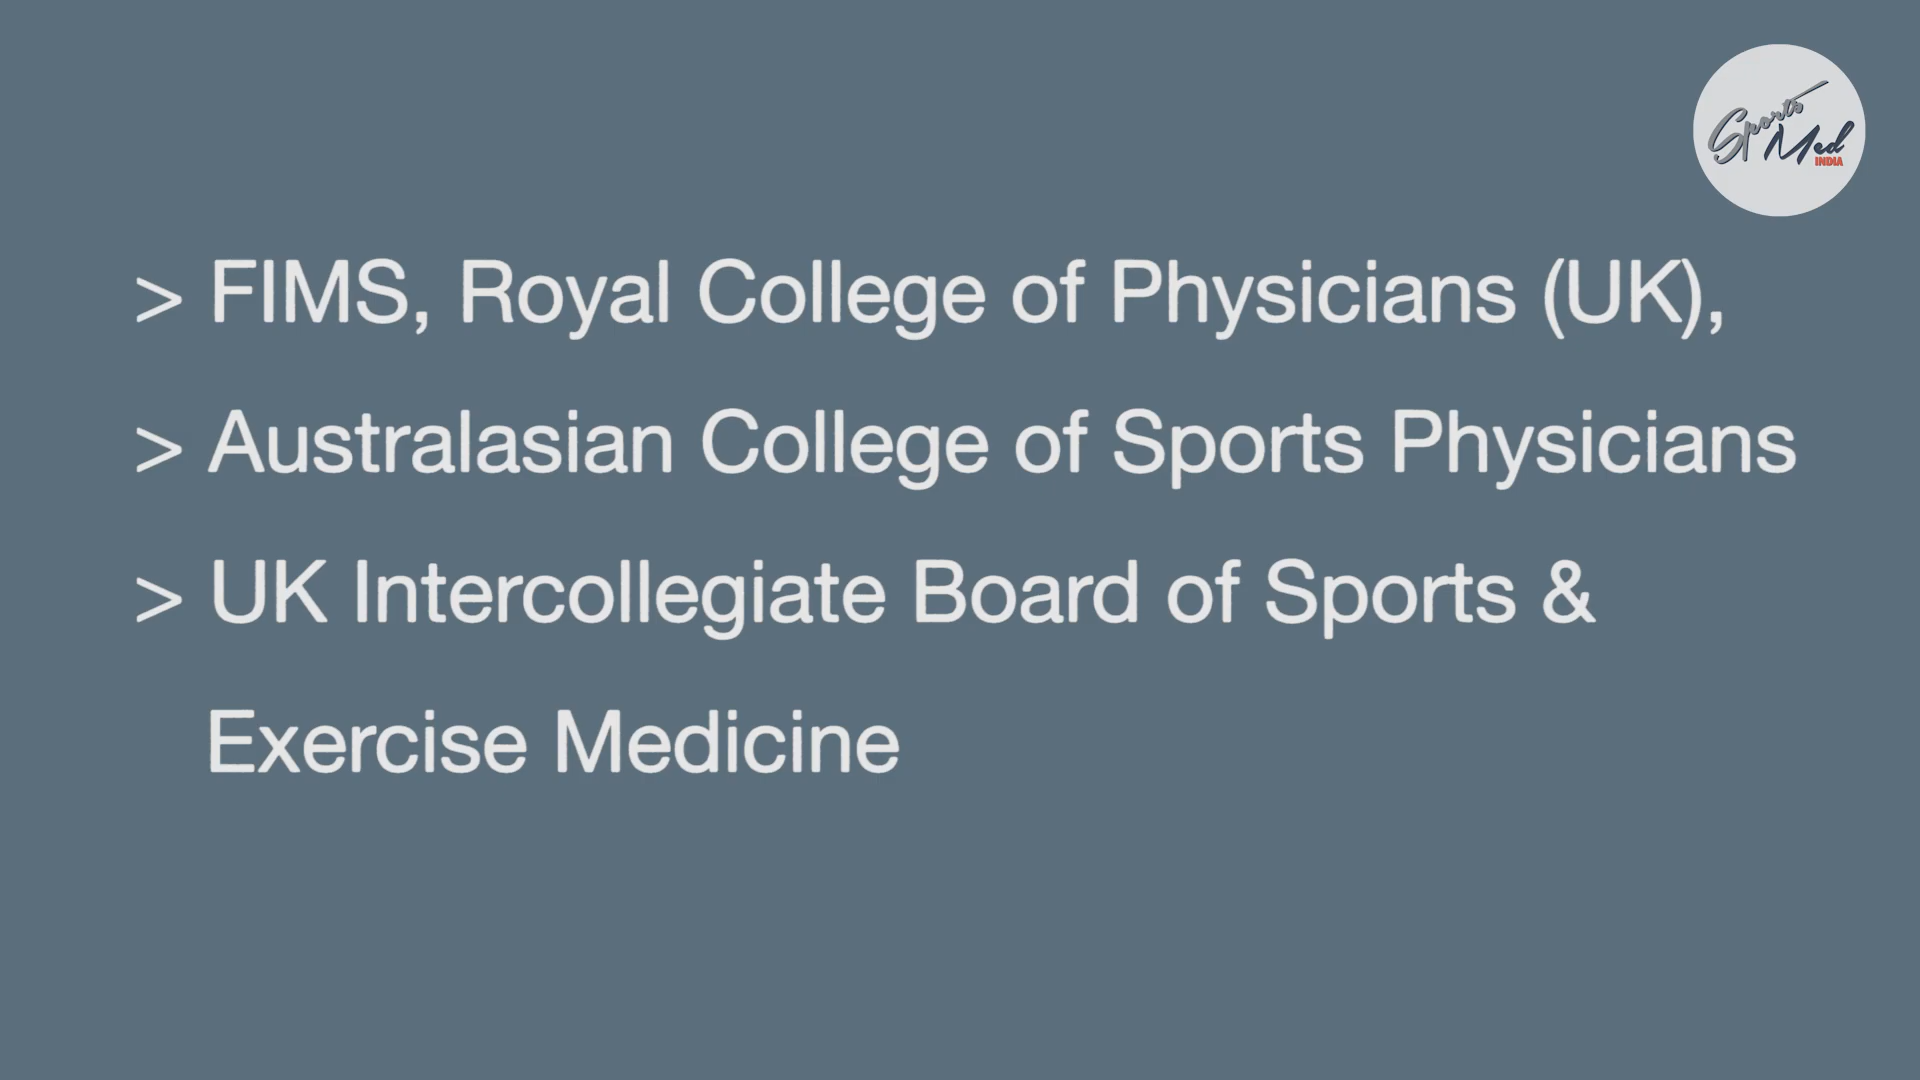 Sports
Med
INDIA
> FIMS, Royal College of Physicians (UK),
> Australasian College of Sports Physicians
> UK Intercollegiate Board of Sports &
Exercise Medicine